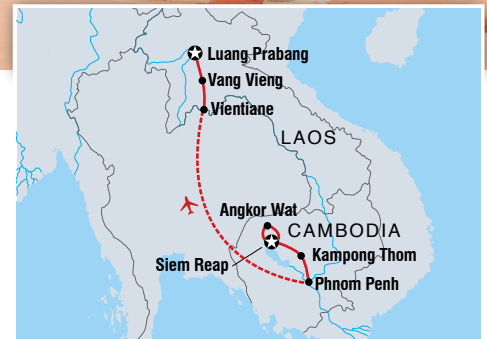 Luang Prabang
Vang Vieng
Vientiane
LAOS
Angkor Wat
CAMBODIA
Kampong Thom
Siem Reap
Phnom Penh